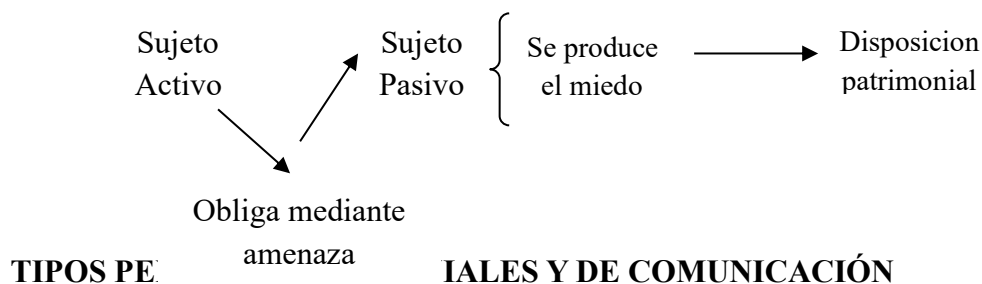 Sujeto
Activo
Sujeto
Pasivo
Se produce
el miedo
Disposicion
patrimonial
Obliga mediante
amenaza
TIPOS PE IALES Y DE COMUNICACIÓN